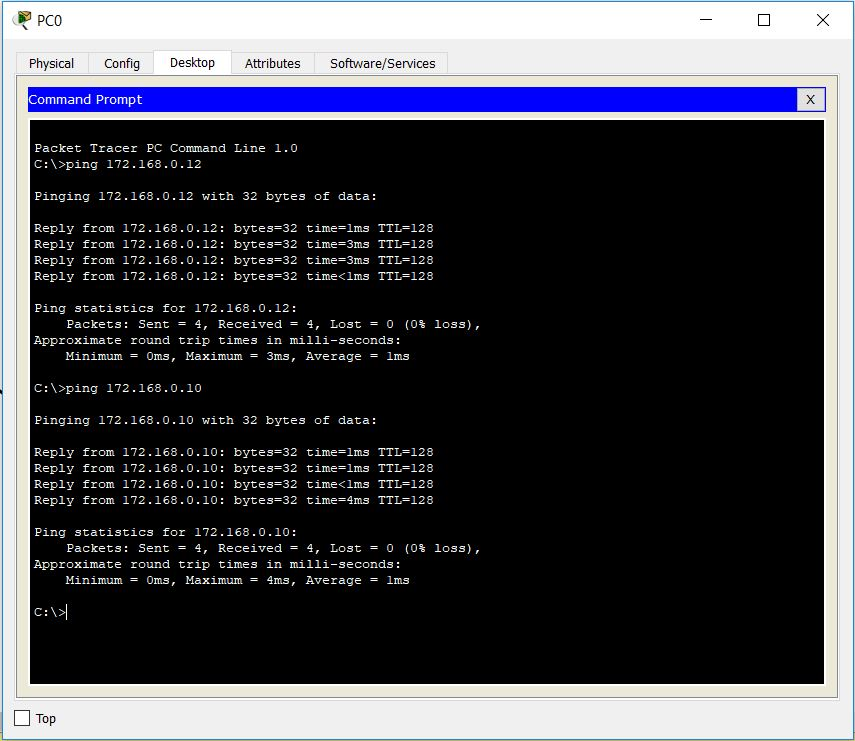 PC0
Physical Config Desktop Attributes Software/Services
Command Prompt X
Packet Tracer PC Command Line 1.0
C:\>ping 172.168.0.12
Pinging 172.168.0.12 with 32 bytes of data:
Reply from 172.168.0.12: bytes=32 time=1ms TTL=128
Reply from 172.168.0.12: bytes=32 time=3ms TTL=128
Reply from 172.168.0.12: bytes=32 time=3ms TTL=128
Reply from 172.168.0.12: bytes=32 time<1ms TTL=128
Ping statistics for 172.168.0.12:
Packets: Sent = 4, Received = 4, Lost = 0 (0% loss),
Approximate round trip times in milli-seconds:
Minimum = 0ms, Maximum = 3ms, Average = 1ms
C:\>ping 172.168.0.10
Pinging 172.168.0.10 with 32 bytes of data:
Reply from 172.168.0.10: bytes=32 time=1ms TTL=128
Reply from 172.168.0.10: bytes=32 time=1ms TTL=128
Reply from 172.168.0.10: bytes=32 time<1ms TTL=128
Reply from 172.168.0.10: bytes=32 time=4ms TTL=128
Ping statistics for 172.168.0.10:
Packets: Sent = 4, Received = 4, Lost = 0 (0% loss),
Approximate round trip times in milli-seconds:
Minimum = 0ms, Maximum = 4ms, Average = 1ms
C:\>
Top